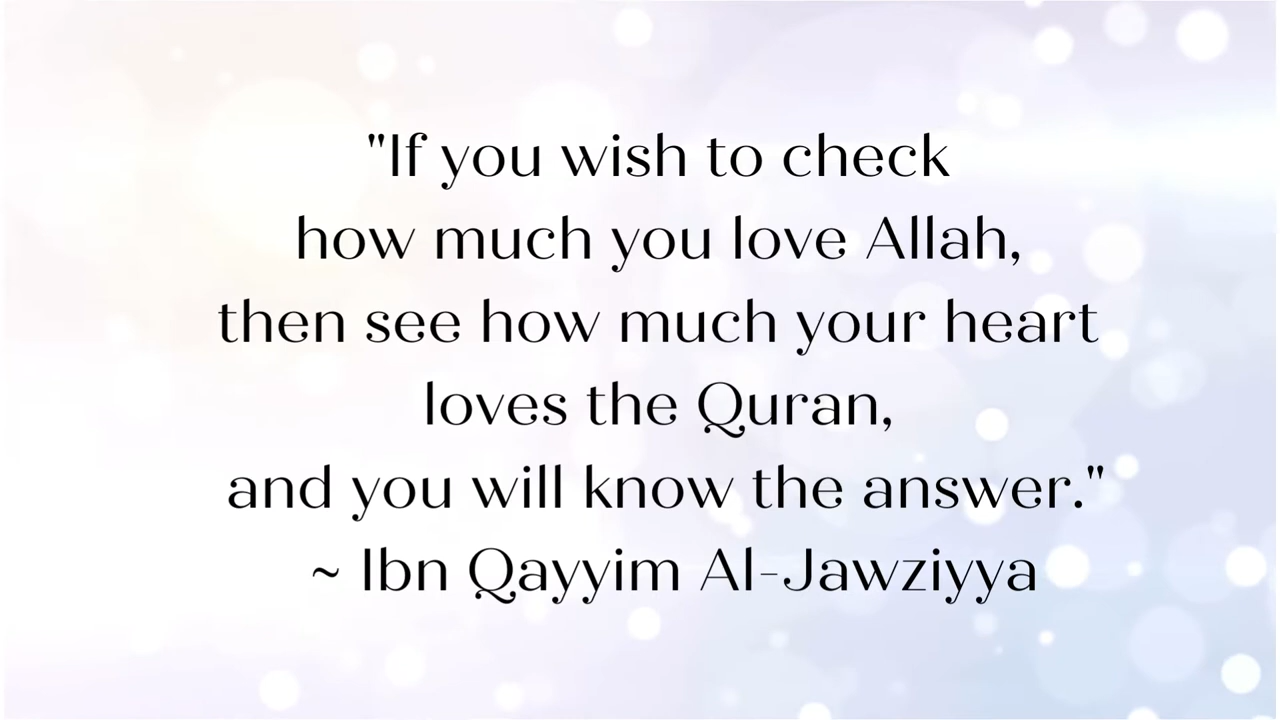 "If you wish to check
how much you love Allah,
then see how much your heart
loves the Quran,
and you will know the answer."
~ Ibn Qayyim Al-Jawziyya